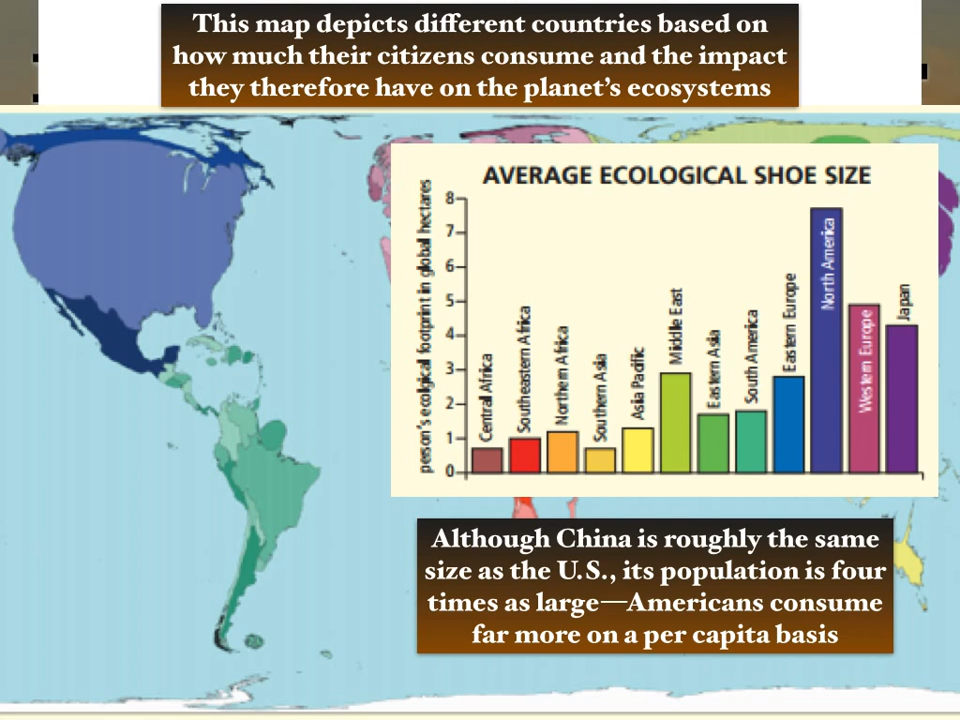 This map depicts different countries based on
how much their citizens consume and the impact
they therefore have on the planet's ecosystems
AVERAGE ECOLOGICAL SHOE SIZE
person's ecolgical footprint in global hectares
8
7
6
5
4
3
2
1
0
Central Africa
Southeastern Africa
Northern Africa
Southern Asia
Asia Padfic
Middle East
Eastern Asia
South America
Eastern Europe
North America
Western Europe
Japan
Although China is roughly the same
size as the U.S., its population is four
times as large—Americans consume
far more on a per capita basis